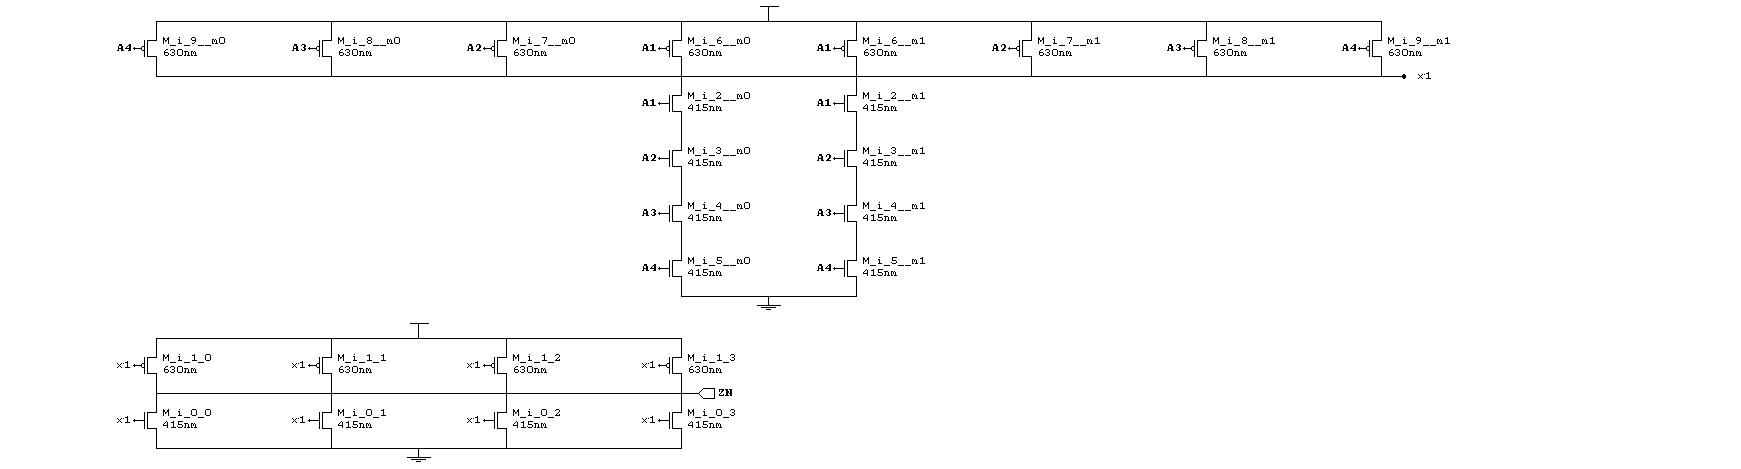 A4 M_i_9__m0 A3 M_i_8__m0 A2 M_i_7__m0 A1 M_i_6__m0 A1 M_i_6__m1 A2 M_i_7__m1 A3 M_i_8__m1 A4 M_i_9__m1
630nm 630nm 630nm 630nm 630nm 630nm 630nm 630nm
x1
A1 M_i_2__m0 A1 M_i_2__m1
415nm 415nm
A2 M_i_3__m0 A2 M_i_3__m1
415nm 415nm
A3 M_i_4__m0 A3 M_i_4__m1
415nm 415nm
A4 M_i_5__m0 A4 M_i_5__m1
415nm 415nm
x1 M_i_1_0 x1 M_i_1_1 x1 M_i_1_2 x1 M_i_1_3
630nm 630nm 630nm 630nm
ZN
x1 M_i_0_0 x1 M_i_0_1 x1 M_i_0_2 x1 M_i_0_3
415nm 415nm 415nm 415nm